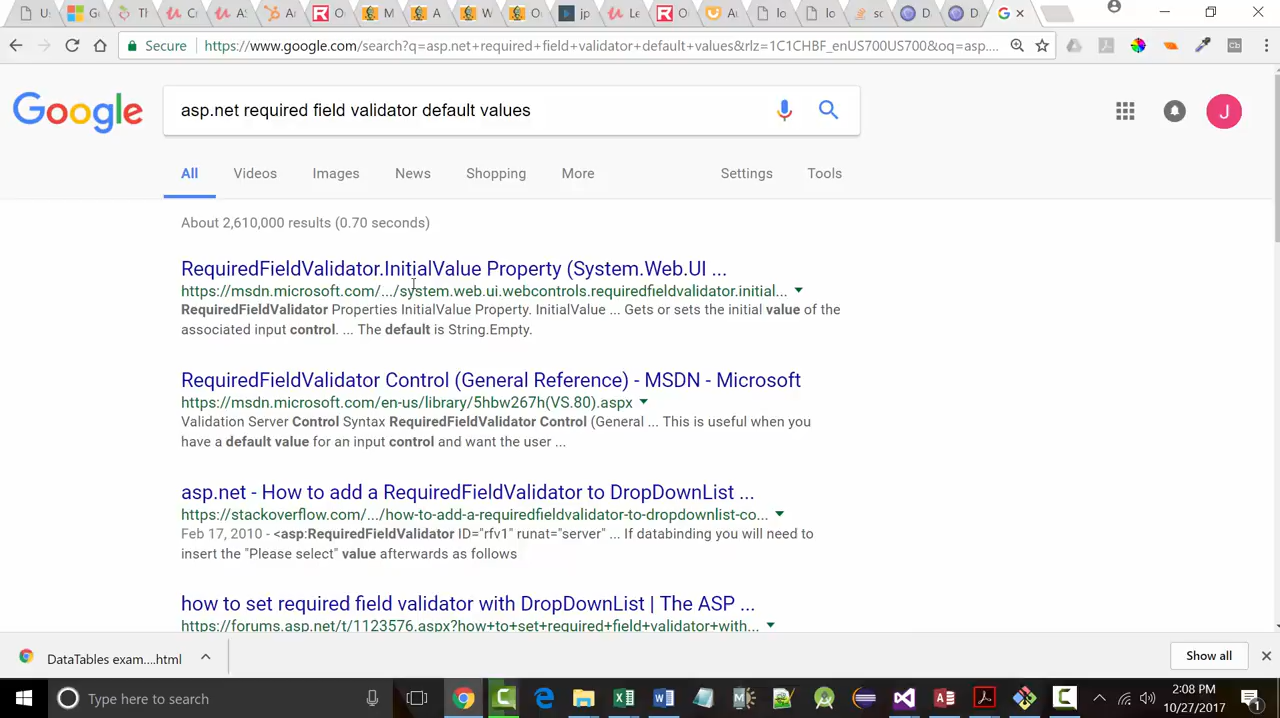 Secure
https://www.google.com/search?q=asp.net+required+field+validator+default+values&rlz=1C1CHBF_enUS700US700&oq=asp....
Google
asp.net required field validator default values
J
All Videos Images News Shopping More Settings Tools
About 2,610,000 results (0.70 seconds)
RequiredFieldValidator.InitialValue Property (System.Web.UI ...
https://msdn.microsoft.com/.../system.web.ui.webcontrols.requiredfieldvalidator.initial...
RequiredFieldValidator Properties InitialValue Property. InitialValue ... Gets or sets the initial value of the
associated input control. ... The default is String.Empty.
RequiredFieldValidator Control (General Reference) - MSDN - Microsoft
https://msdn.microsoft.com/en-us/library/5hbw267h(VS.80).aspx
Validation Server Control Syntax RequiredFieldValidator Control (General ... This is useful when you
have a default value for an input control and want the user ...
asp.net - How to add a RequiredFieldValidator to DropDownList ...
https://stackoverflow.com/.../how-to-add-a-requiredfieldvalidator-to-dropdownlist-co...
Feb 17, 2010 - <asp:RequiredFieldValidator ID="rfv1" runat="server" ... If databinding you will need to
insert the "Please select" value afterwards as follows
how to set required field validator with DropDownList | The ASP ...
https://forums.asp.net/t/1123576.aspx?how+to+set+required+field+validator+with...
DataTables exam....html
Show all
Type here to search
2:08 PM
10/27/2017